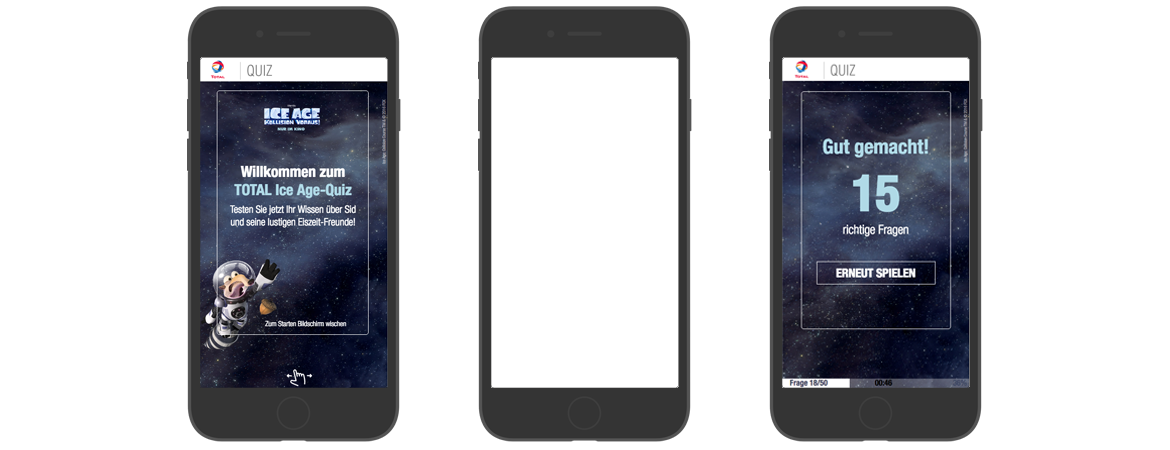 TOTAL
QUIZ
ICE AGE
KOLLISION VORAUS!
NUR IM KINO
Willkommen zum
TOTAL Ice Age-Quiz
Testen Sie jetzt Ihr Wissen über Sid
und seine lustigen Eiszeit-Freunde!
Zum Starten Bildschirm wischen
TOTAL
QUIZ
Gut gemacht!
15
richtige Fragen
ERNEUT SPIELEN
Frage 18/50
00:46